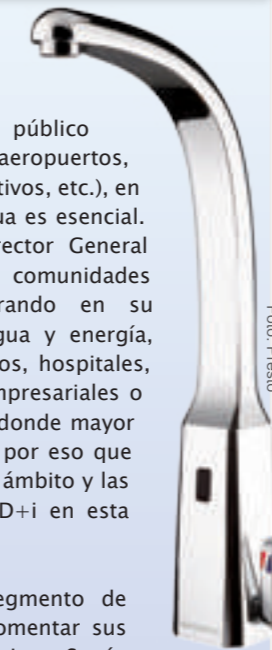 público
aeropuertos,
tivos, etc.), en
ua es esencial.
rector General
comunidades
rando en su
gua y energía,
os, hospitales,
mpresariales o
donde mayor
por eso que
ámbito y las
D+i en esta
egmento de
omentar sus
Foto: Presto